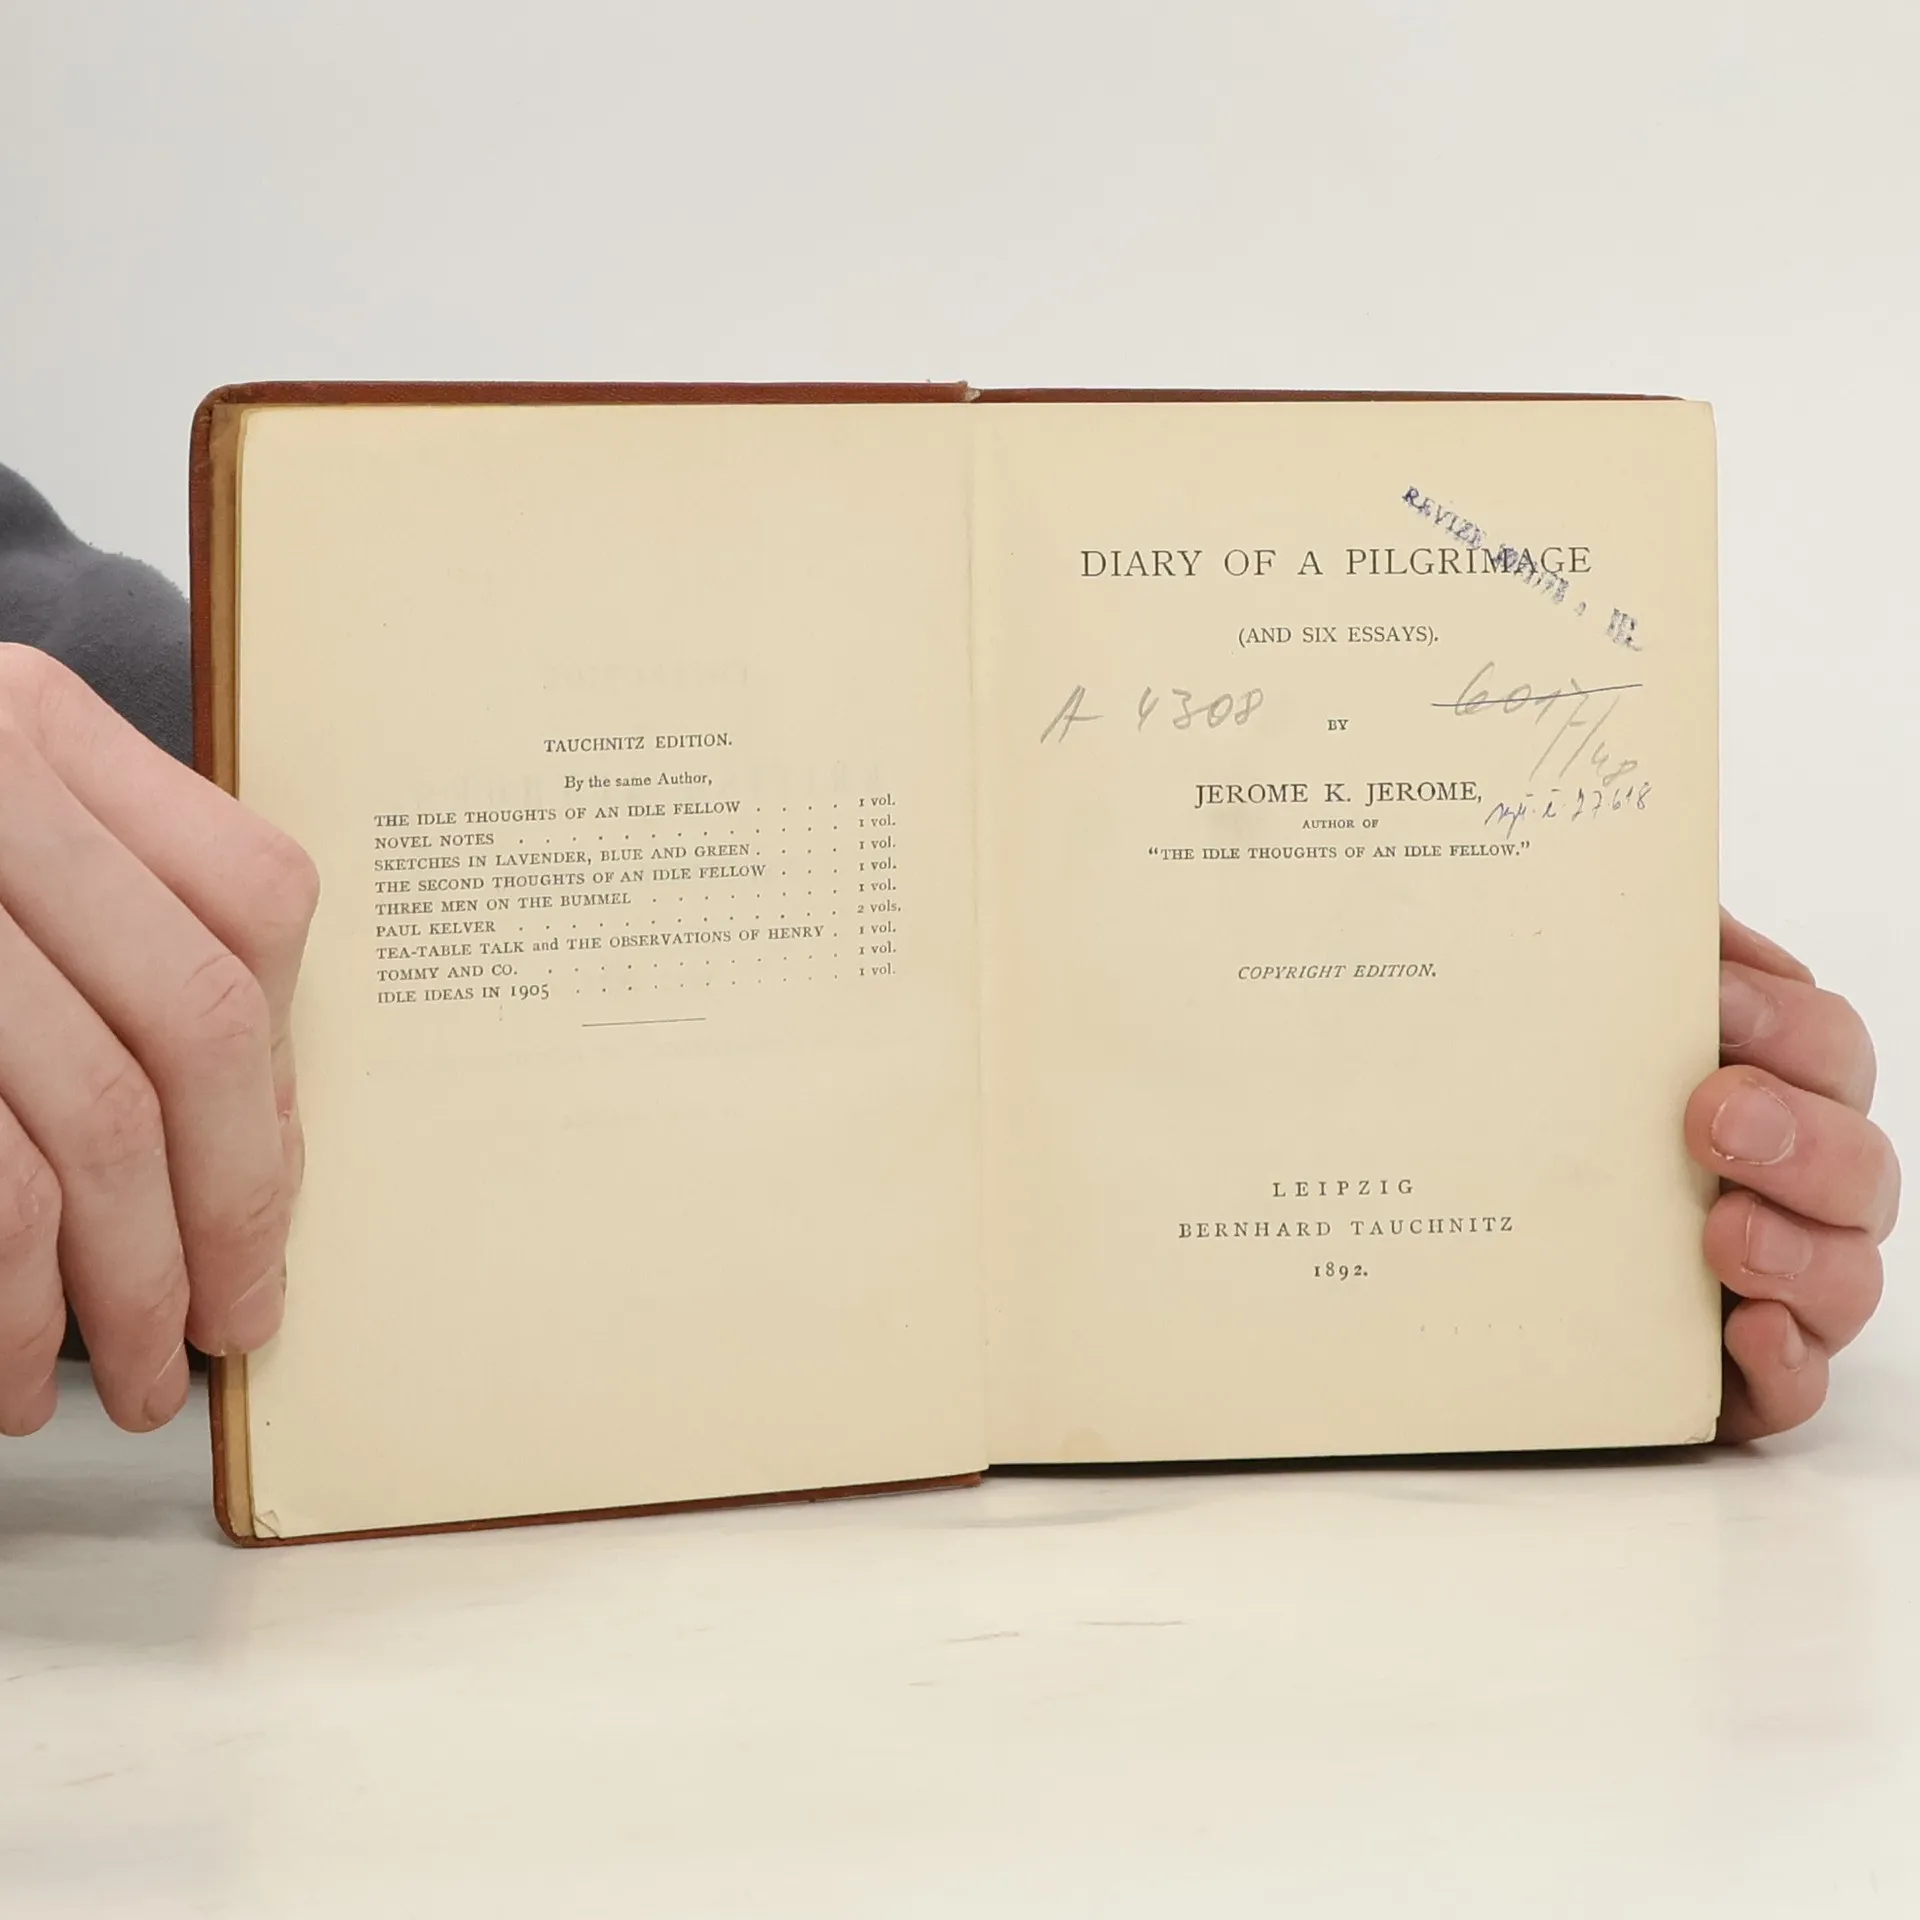 TAUCHNITZ EDITION.
By the same Author,
THE IDLE THOUGHTS OF AN IDLE FELLOW . . . . 1 vol.
NOVEL NOTES . . . . . . . . . . . . 1 vol.
SKETCHES IN LAVENDER, BLUE AND GREEN . . . . 1 vol.
THE SECOND THOUGHTS OF AN IDLE FELLOW . . . 1 vol.
THREE MEN ON THE BUMMEL . . . . . . . . 1 vol.
PAUL KELVER . . . . . . . . . . . . 2 vols.
TEA-TABLE TALK and THE OBSERVATIONS OF HENRY . 1 vol.
TOMMY AND CO. . . . . . . . . . . . 1 vol.
IDLE IDEAS IN 1905 . . . . . . . . . . 1 vol.
REVIZE
DIARY OF A PILGRIMAGE
(AND SIX ESSAYS).
A 4308
BY
JEROME K. JEROME,
AUTHOR OF
"THE IDLE THOUGHTS OF AN IDLE FELLOW."
COPYRIGHT EDITION.
LEIPZIG
BERNHARD TAUCHNITZ
1892.